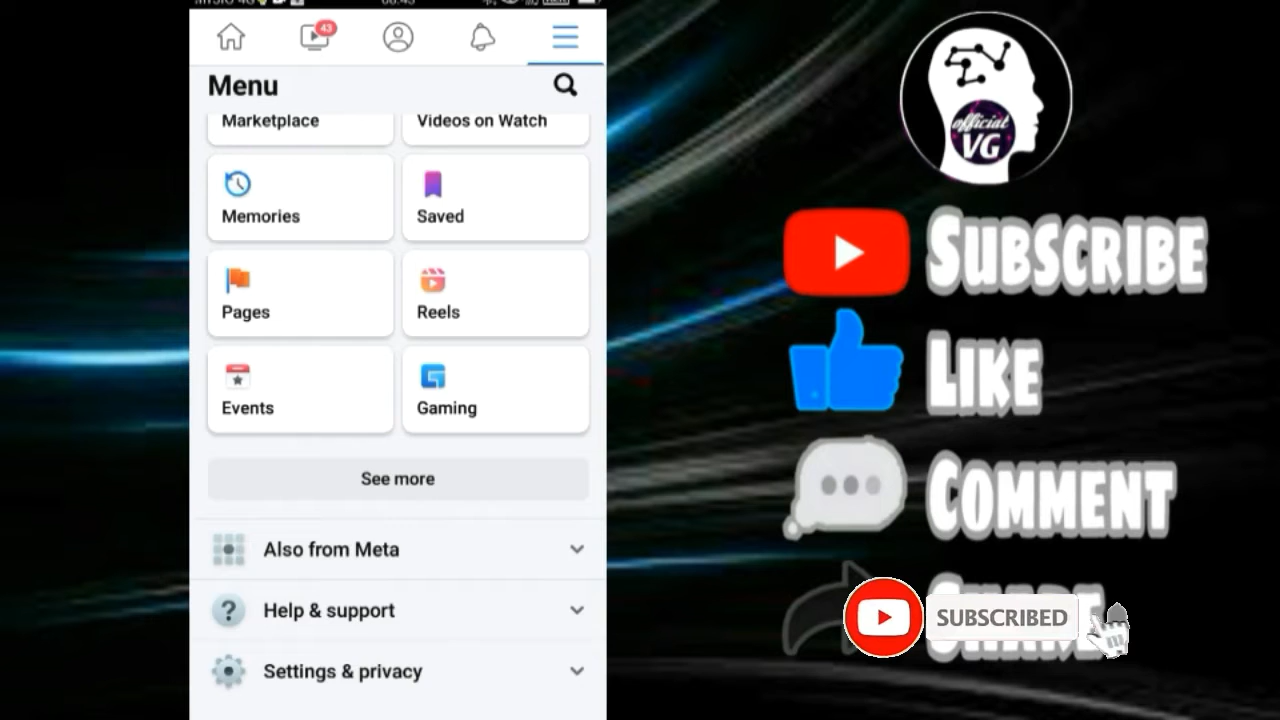 43
Menu
Marketplace
Videos on Watch
Memories
Saved
Pages
Reels
Events
Gaming
See more
Also from Meta
Help & support
Settings & privacy
official
VG
SUBSCRIBE
LIKE
COMMENT
SUBSCRIBED